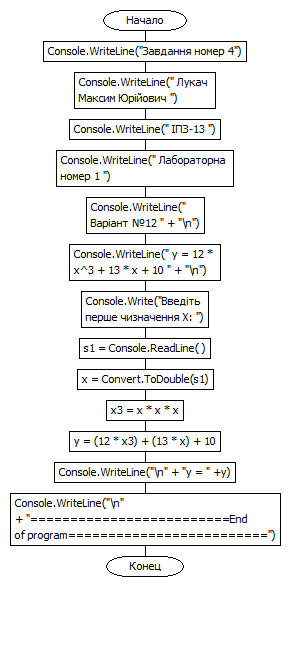 Начало
Console.WriteLine("Завдання номер 4")
Console.WriteLine(" Лукач
Максим Юрійович ")
Console.WriteLine(" ІПЗ-13 ")
Console.WriteLine(" Лабораторна
номер 1 ")
Console.WriteLine("
Варіант №12 " + "\n")
Console.WriteLine(" y = 12 *
x^3 + 13 * x + 10 " + "\n")
Console.Write("Введіть
перше чизначення X: ")
s1 = Console.ReadLine( )
x = Convert.ToDouble(s1)
x3 = x * x * x
y = (12 * x3) + (13 * x) + 10
Console.WriteLine("\n" + "y = " +y)
Console.WriteLine("\n"
+ "=========================End
of program=========================")
Конец